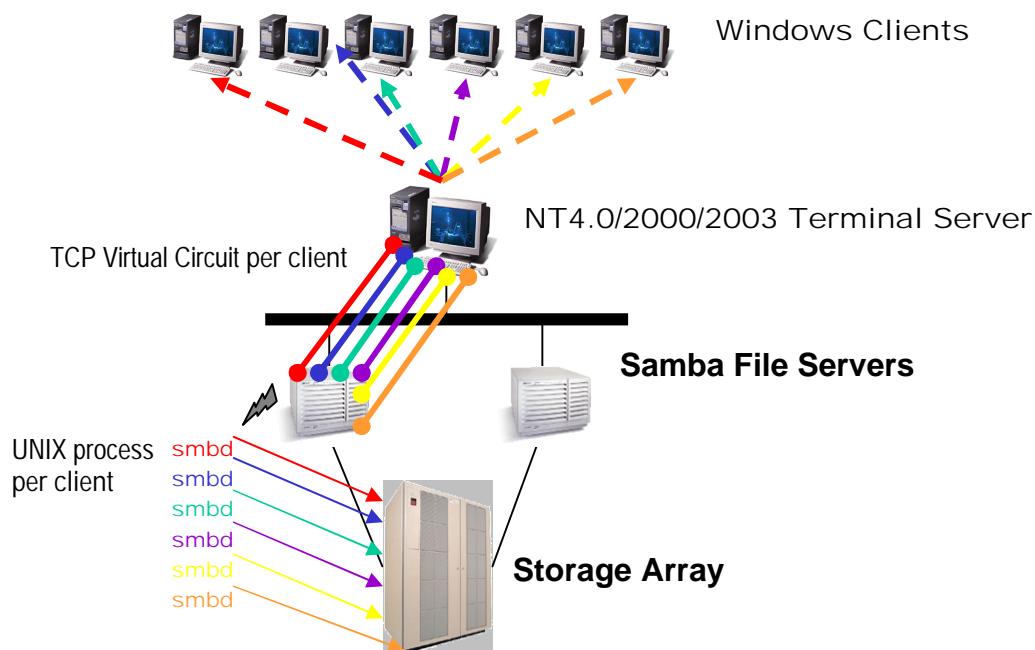 Windows Clients
NT4.0/2000/2003 Terminal Server
TCP Virtual Circuit per client
Samba File Servers
UNIX process
per client
smbd
smbd
smbd
smbd
smbd
smbd
Storage Array